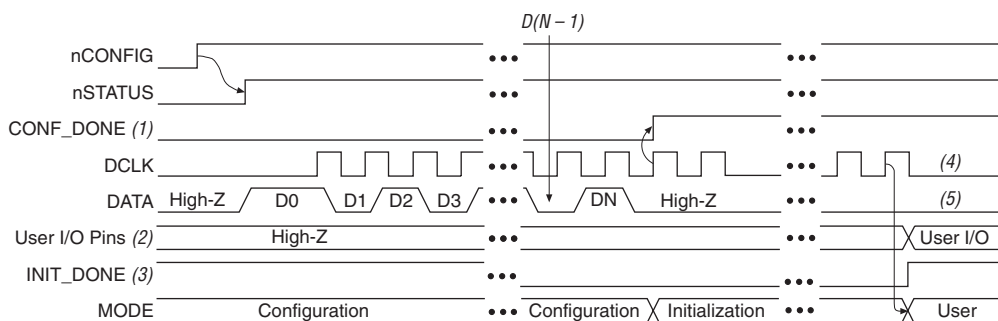 D(N – 1)
nCONFIG
nSTATUS
CONF_DONE (1)
DCLK (4)
DATA High-Z D0 D1 D2 D3 DN High-Z (5)
User I/O Pins (2) High-Z User I/O
INIT_DONE (3)
MODE Configuration Configuration Initialization User